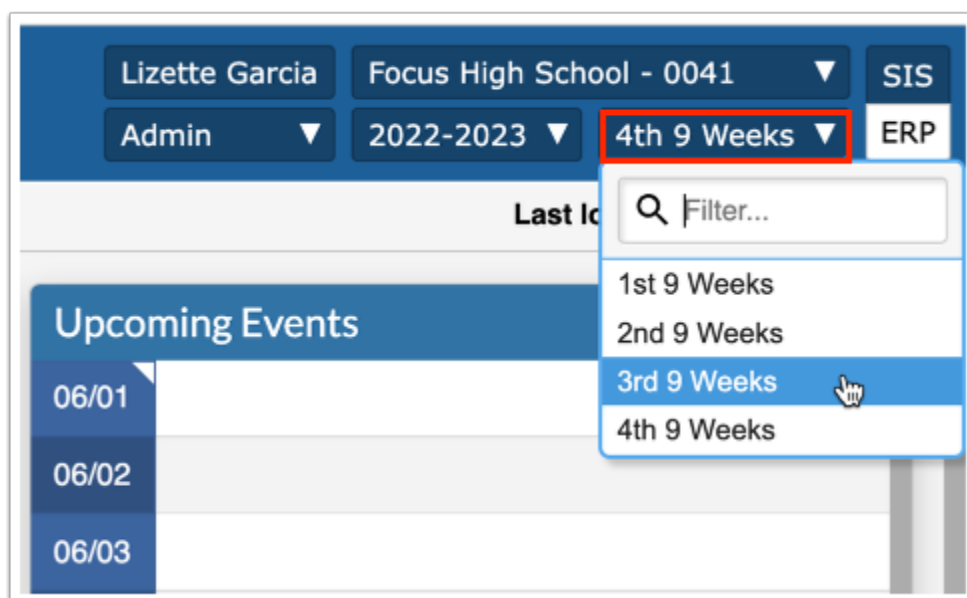 Lizette Garcia Focus High School - 0041 ▼ SIS
Admin ▼ 2022-2023 ▼ 4th 9 Weeks ▼ ERP
Last
Filter...
1st 9 Weeks
2nd 9 Weeks
3rd 9 Weeks
4th 9 Weeks
Upcoming Events
06/01
06/02
06/03